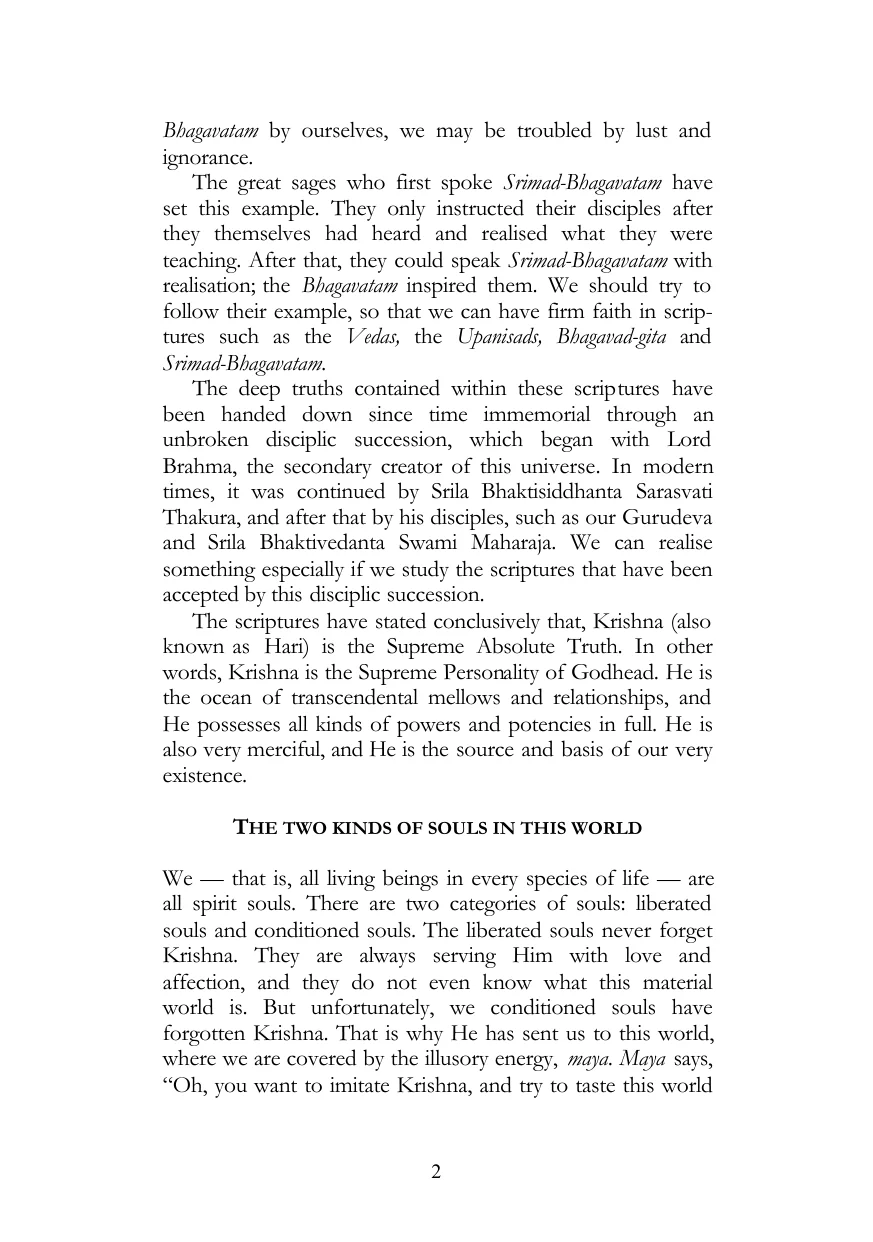 Bhagavatam by ourselves, we may be troubled by lust and
ignorance.
The great sages who first spoke Srimad-Bhagavatam have
set this example. They only instructed their disciples after
they themselves had heard and realised what they were
teaching. After that, they could speak Srimad-Bhagavatam with
realisation; the Bhagavatam inspired them. We should try to
follow their example, so that we can have firm faith in scrip-
tures such as the Vedas, the Upanisads, Bhagavad-gita and
Srimad-Bhagavatam.
The deep truths contained within these scriptures have
been handed down since time immemorial through an
unbroken disciplic succession, which began with Lord
Brahma, the secondary creator of this universe. In modern
times, it was continued by Srila Bhaktisiddhanta Sarasvati
Thakura, and after that by his disciples, such as our Gurudeva
and Srila Bhaktivedanta Swami Maharaja. We can realise
something especially if we study the scriptures that have been
accepted by this disciplic succession.
The scriptures have stated conclusively that, Krishna (also
known as Hari) is the Supreme Absolute Truth. In other
words, Krishna is the Supreme Personality of Godhead. He is
the ocean of transcendental mellows and relationships, and
He possesses all kinds of powers and potencies in full. He is
also very merciful, and He is the source and basis of our very
existence.
THE TWO KINDS OF SOULS IN THIS WORLD
We — that is, all living beings in every species of life — are
all spirit souls. There are two categories of souls: liberated
souls and conditioned souls. The liberated souls never forget
Krishna. They are always serving Him with love and
affection, and they do not even know what this material
world is. But unfortunately, we conditioned souls have
forgotten Krishna. That is why He has sent us to this world,
where we are covered by the illusory energy, maya. Maya says,
“Oh, you want to imitate Krishna, and try to taste this world
2